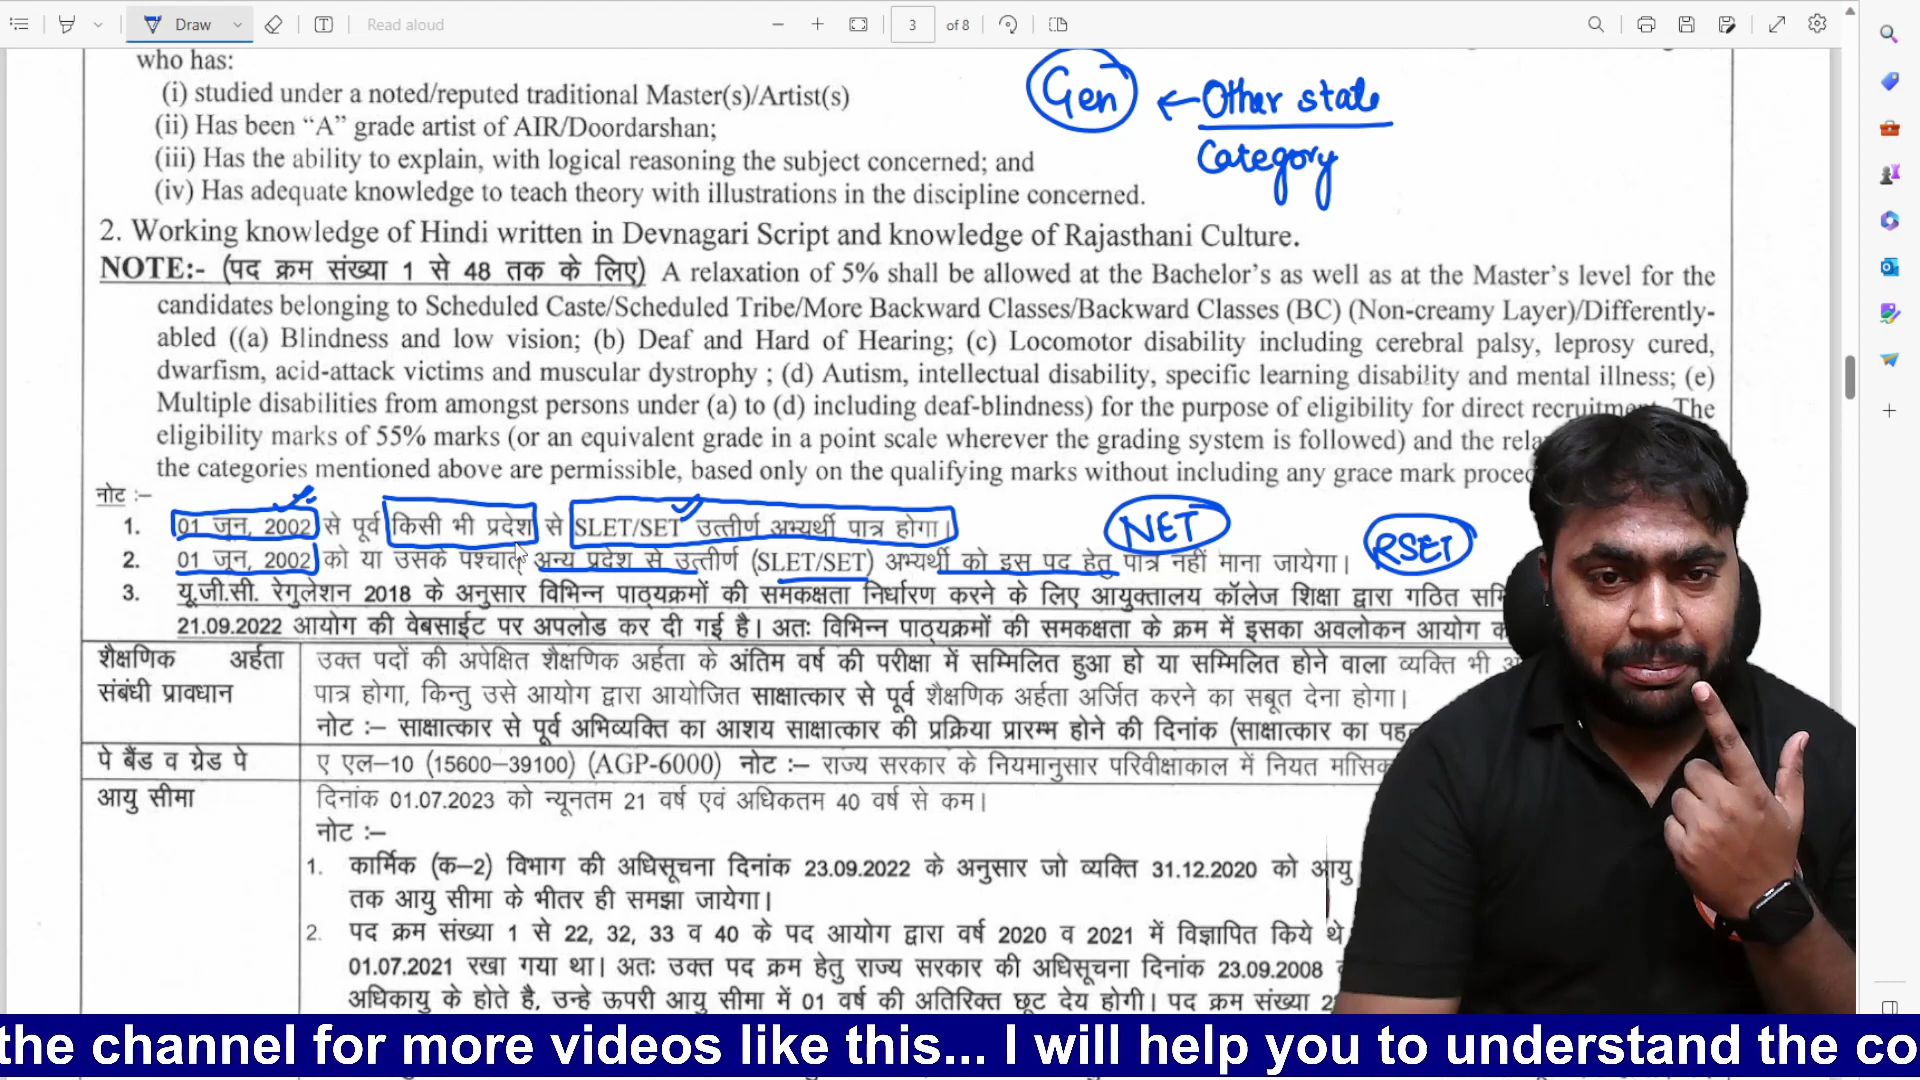 Draw
Read aloud
3
of 8
who has:
(i) studied under a noted/reputed traditional Master(s)/Artist(s)
(ii) Has been “A” grade artist of AIR/Doordarshan;
(iii) Has the ability to explain, with logical reasoning the subject concerned; and
(iv) Has adequate knowledge to teach theory with illustrations in the discipline concerned.
Gen ← Other state
Category
2. Working knowledge of Hindi written in Devnagari Script and knowledge of Rajasthani Culture.
NOTE:- (पद क्रम संख्या 1 से 48 तक के लिए) A relaxation of 5% shall be allowed at the Bachelor’s as well as at the Master’s level for the
candidates belonging to Scheduled Caste/Scheduled Tribe/More Backward Classes/Backward Classes (BC) (Non-creamy Layer)/Differently-
abled ((a) Blindness and low vision; (b) Deaf and Hard of Hearing; (c) Locomotor disability including cerebral palsy, leprosy cured,
dwarfism, acid-attack victims and muscular dystrophy ; (d) Autism, intellectual disability, specific learning disability and mental illness; (e)
Multiple disabilities from amongst persons under (a) to (d) including deaf-blindness) for the purpose of eligibility for direct recruitment. The
eligibility marks of 55% marks (or an equivalent grade in a point scale wherever the grading system is followed) and the
the categories mentioned above are permissible, based only on the qualifying marks without including any grace mark
नोट :–
1. 01 जून, 2002 से पूर्व किसी भी प्रदेश से SLET/SET उत्तीर्ण अभ्यर्थी पात्र होगा।
NET
RSET
2. 01 जून, 2002 को या उसके पश्चात् अन्य प्रदेश से उत्तीर्ण (SLET/SET) अभ्यर्थी को इस पद हेतु पात्र नहीं माना जायेगा।
3. यू.जी.सी. रेगुलेशन 2018 के अनुसार विभिन्न पाठ्यक्रमों की समकक्षता निर्धारण करने के लिए आयुक्तालय कॉलेज शिक्षा द्वारा गठित
21.09.2022 आयोग की वेबसाईट पर अपलोड कर दी गई है। अतः विभिन्न पाठ्यक्रमों की समकक्षता के क्रम में इसका अवलोकन आयोग
शैक्षणिक अर्हता संबंधी प्रावधान
उक्त पदों की अपेक्षित शैक्षणिक अर्हता के अंतिम वर्ष की परीक्षा में सम्मिलित हुआ हो या सम्मिलित होने वाला व्यक्ति भी
पात्र होगा, किन्तु उसे आयोग द्वारा आयोजित साक्षात्कार से पूर्व शैक्षणिक अर्हता अर्जित करने का सबूत देना होगा।
नोट :– साक्षात्कार से पूर्व अभिव्यक्ति का आशय साक्षात्कार की प्रक्रिया प्रारम्भ होने की दिनांक (साक्षात्कार का
पे बैंड व ग्रेड पे
ए एल–10 (15600–39100) (AGP-6000) नोट :– राज्य सरकार के नियमानुसार परिवीक्षाकाल में नियत
आयु सीमा
दिनांक 01.07.2023 को न्यूनतम 21 वर्ष एवं अधिकतम 40 वर्ष से कम।
नोट :–
1. कार्मिक (क–2) विभाग की अधिसूचना दिनांक 23.09.2022 के अनुसार जो व्यक्ति 31.12.2020 को आयु
तक आयु सीमा के भीतर ही समझा जायेगा।
2. पद क्रम संख्या 1 से 22, 32, 33 व 40 के पद आयोग द्वारा वर्ष 2020 व 2021 में विज्ञापित किये थे
01.07.2021 रखा गया था। अतः उक्त पद क्रम हेतु राज्य सरकार की अधिसूचना दिनांक 23.09.2008
अधिकायु के होते है, उन्हे ऊपरी आयु सीमा में 01 वर्ष की अतिरिक्त छूट देय होगी। पद क्रम संख्या
the channel for more videos like this... I will help you to understand the co